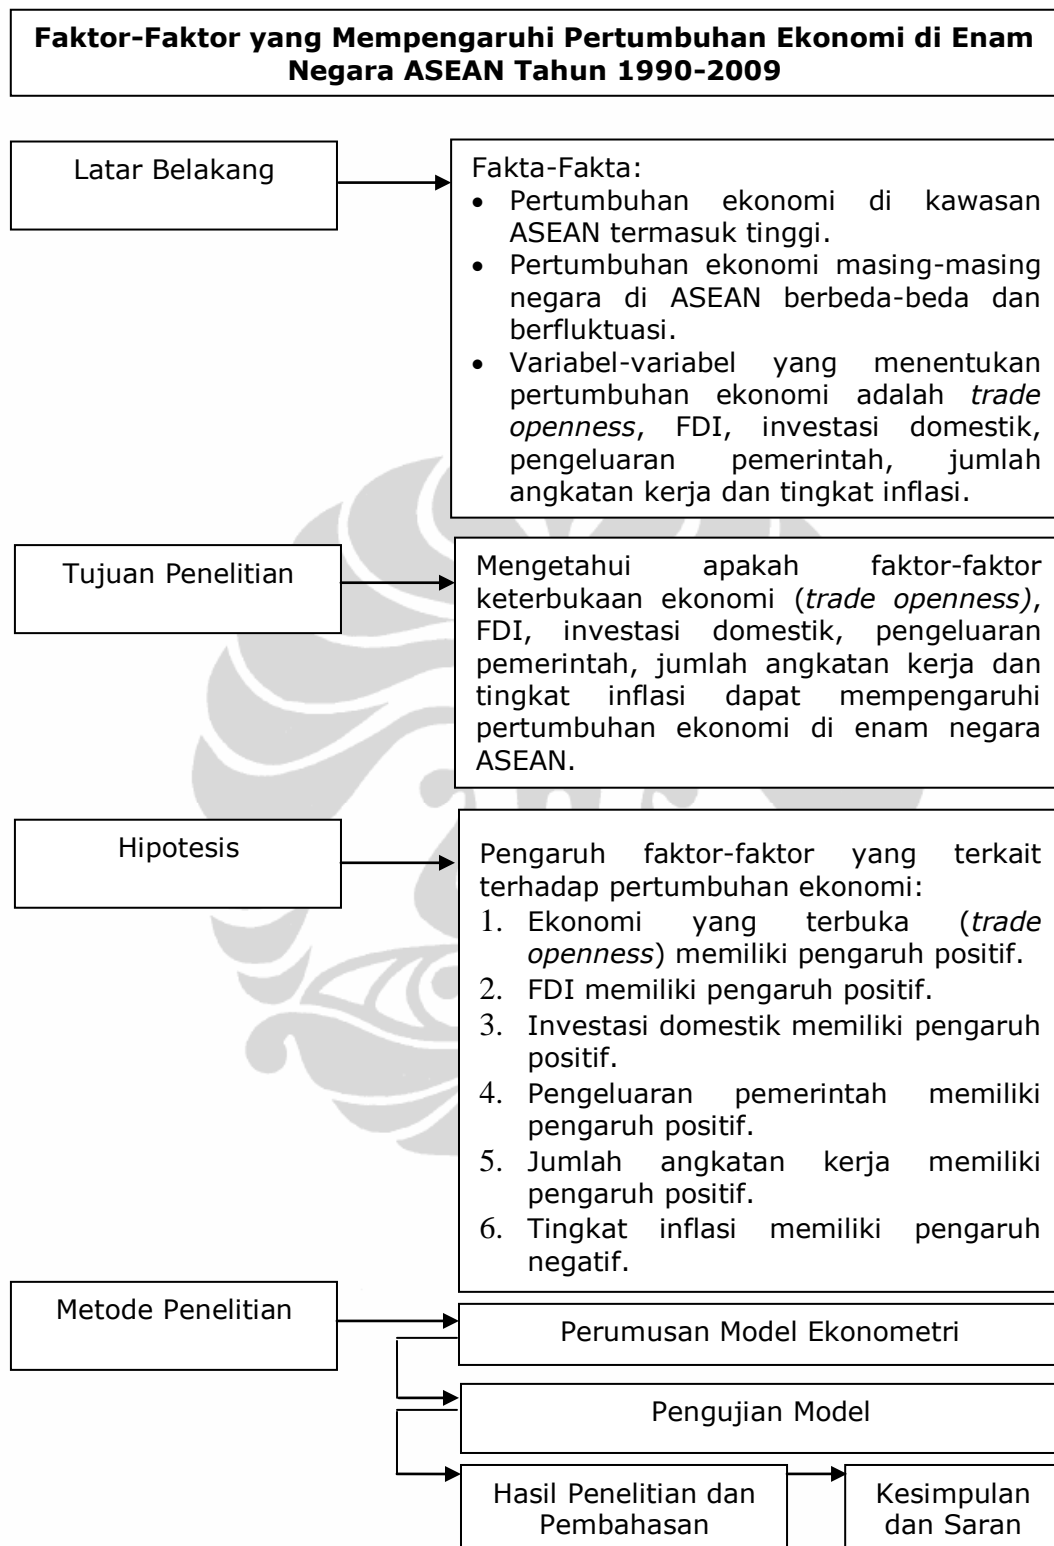 Faktor-Faktor yang Mempengaruhi Pertumbuhan Ekonomi di Enam
Negara ASEAN Tahun 1990-2009
Latar Belakang
Fakta-Fakta:
• Pertumbuhan ekonomi di kawasan
ASEAN termasuk tinggi.
• Pertumbuhan ekonomi masing-masing
negara di ASEAN berbeda-beda dan
berfluktuasi.
• Variabel-variabel yang menentukan
pertumbuhan ekonomi adalah trade
openness, FDI, investasi domestik,
pengeluaran pemerintah, jumlah
angkatan kerja dan tingkat inflasi.
Tujuan Penelitian
Mengetahui apakah faktor-faktor
keterbukaan ekonomi (trade openness),
FDI, investasi domestik, pengeluaran
pemerintah, jumlah angkatan kerja dan
tingkat inflasi dapat mempengaruhi
pertumbuhan ekonomi di enam negara
ASEAN.
Hipotesis
Pengaruh faktor-faktor yang terkait
terhadap pertumbuhan ekonomi:
1. Ekonomi yang terbuka (trade
openness) memiliki pengaruh positif.
2. FDI memiliki pengaruh positif.
3. Investasi domestik memiliki pengaruh
positif.
4. Pengeluaran pemerintah memiliki
pengaruh positif.
5. Jumlah angkatan kerja memiliki
pengaruh positif.
6. Tingkat inflasi memiliki pengaruh
negatif.
Metode Penelitian
Perumusan Model Ekonometri
Pengujian Model
Hasil Penelitian dan
Pembahasan
Kesimpulan
dan Saran